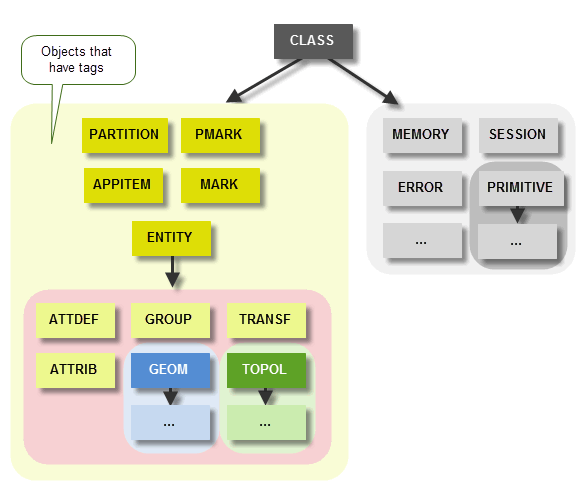 CLASS
Objects that
have tags
PARTITION
PMARK
APPITEM
MARK
ENTITY
ATTDEF
GROUP
TRANSF
ATTRIB
GEOM
TOPOL
...
...
MEMORY
SESSION
ERROR
PRIMITIVE
...
...